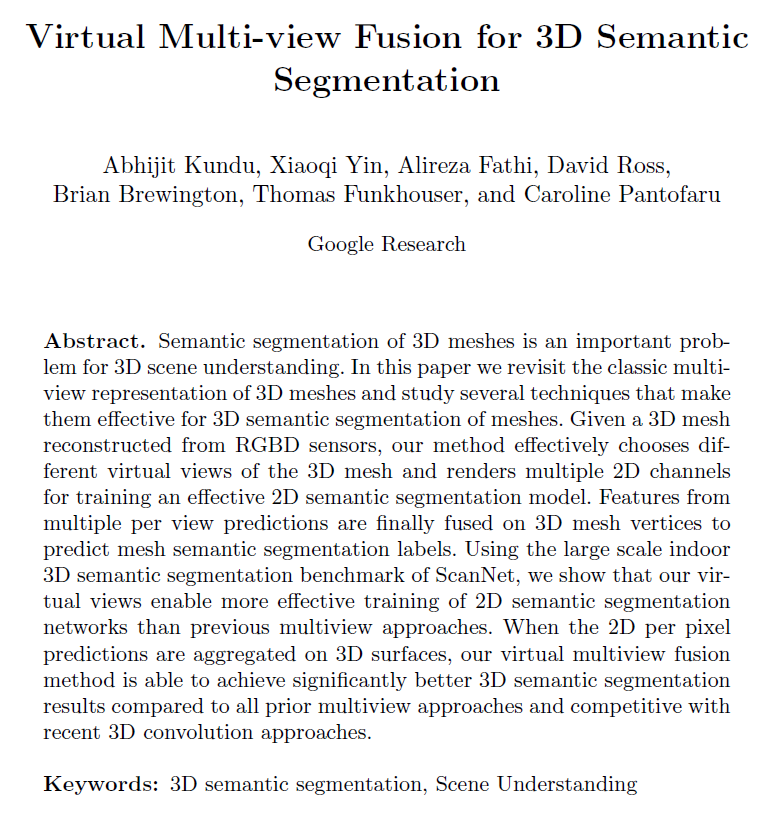 Virtual Multi-view Fusion for 3D Semantic
Segmentation
Abhijit Kundu, Xiaoqi Yin, Alireza Fathi, David Ross,
Brian Brewington, Thomas Funkhouser, and Caroline Pantofaru
Google Research
Abstract. Semantic segmentation of 3D meshes is an important prob-
lem for 3D scene understanding. In this paper we revisit the classic multi-
view representation of 3D meshes and study several techniques that make
them effective for 3D semantic segmentation of meshes. Given a 3D mesh
reconstructed from RGBD sensors, our method effectively chooses dif-
ferent virtual views of the 3D mesh and renders multiple 2D channels
for training an effective 2D semantic segmentation model. Features from
multiple per view predictions are finally fused on 3D mesh vertices to
predict mesh semantic segmentation labels. Using the large scale indoor
3D semantic segmentation benchmark of ScanNet, we show that our vir-
tual views enable more effective training of 2D semantic segmentation
networks than previous multiview approaches. When the 2D per pixel
predictions are aggregated on 3D surfaces, our virtual multiview fusion
method is able to achieve significantly better 3D semantic segmentation
results compared to all prior multiview approaches and competitive with
recent 3D convolution approaches.
Keywords: 3D semantic segmentation, Scene Understanding